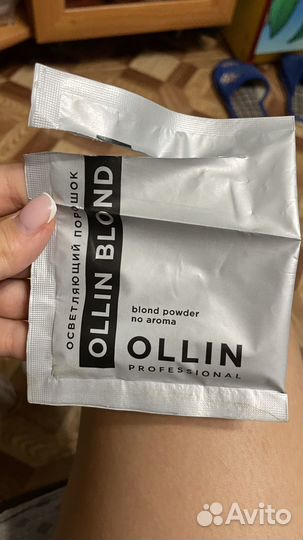 ОСВЕТЛЯЮЩИЙ ПОРОШОК
OLLIN BLOND
blond powder
no aroma
OLLIN
PROFESSIONAL
Avito